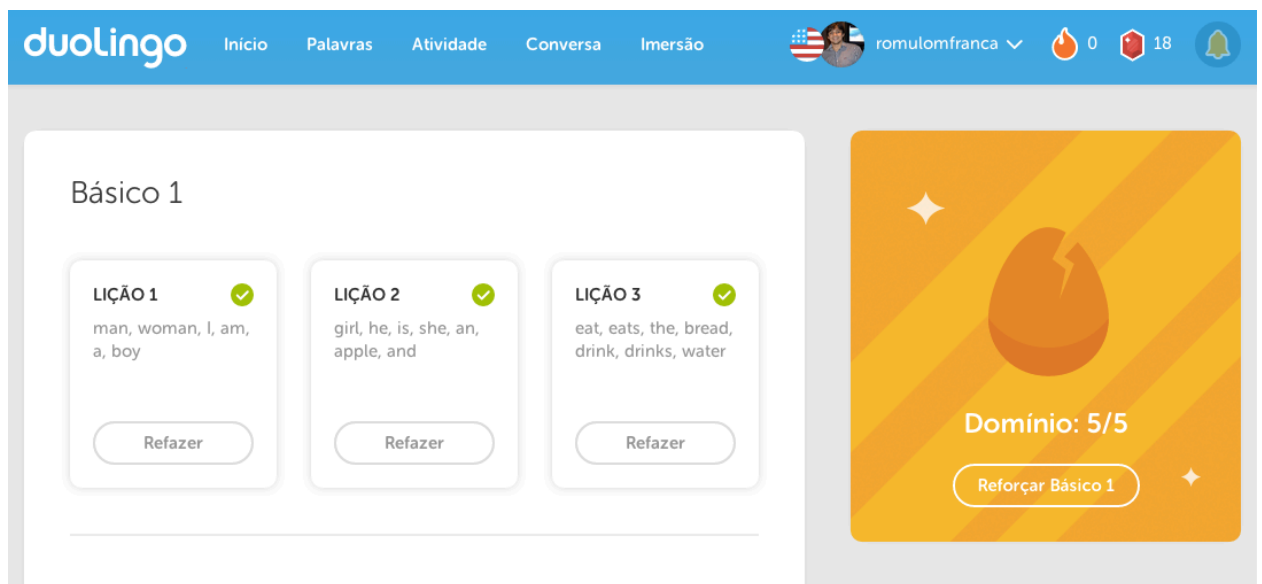 duolingo Início Palavras Atividade Conversa Imersão romulomfranca 0 18
Básico 1
LIÇÃO 1
man, woman, I, am,
a, boy
Refazer
LIÇÃO 2
girl, he, is, she, an,
apple, and
Refazer
LIÇÃO 3
eat, eats, the, bread,
drink, drinks, water
Refazer
Domínio: 5/5
Reforçar Básico 1